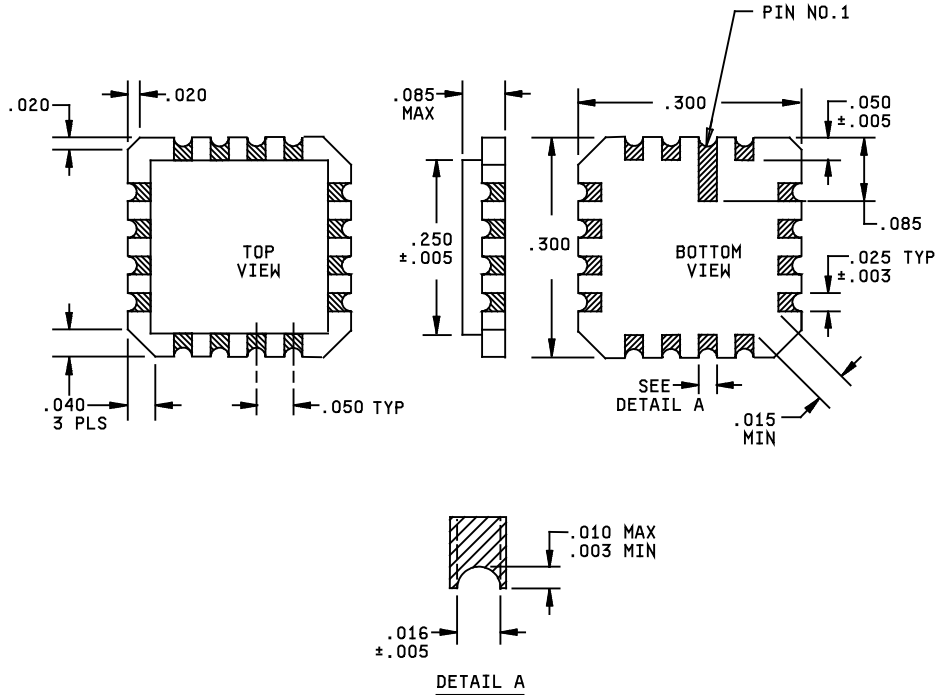 PIN NO.1
.020
.020
.085
MAX
.300
.050
±.005
TOP
VIEW
.250
±.005
.300
BOTTOM
VIEW
.085
.025 TYP
±.003
.040
3 PLS
.050 TYP
SEE
DETAIL A
.015
MIN
.010 MAX
.003 MIN
.016
±.005
DETAIL A